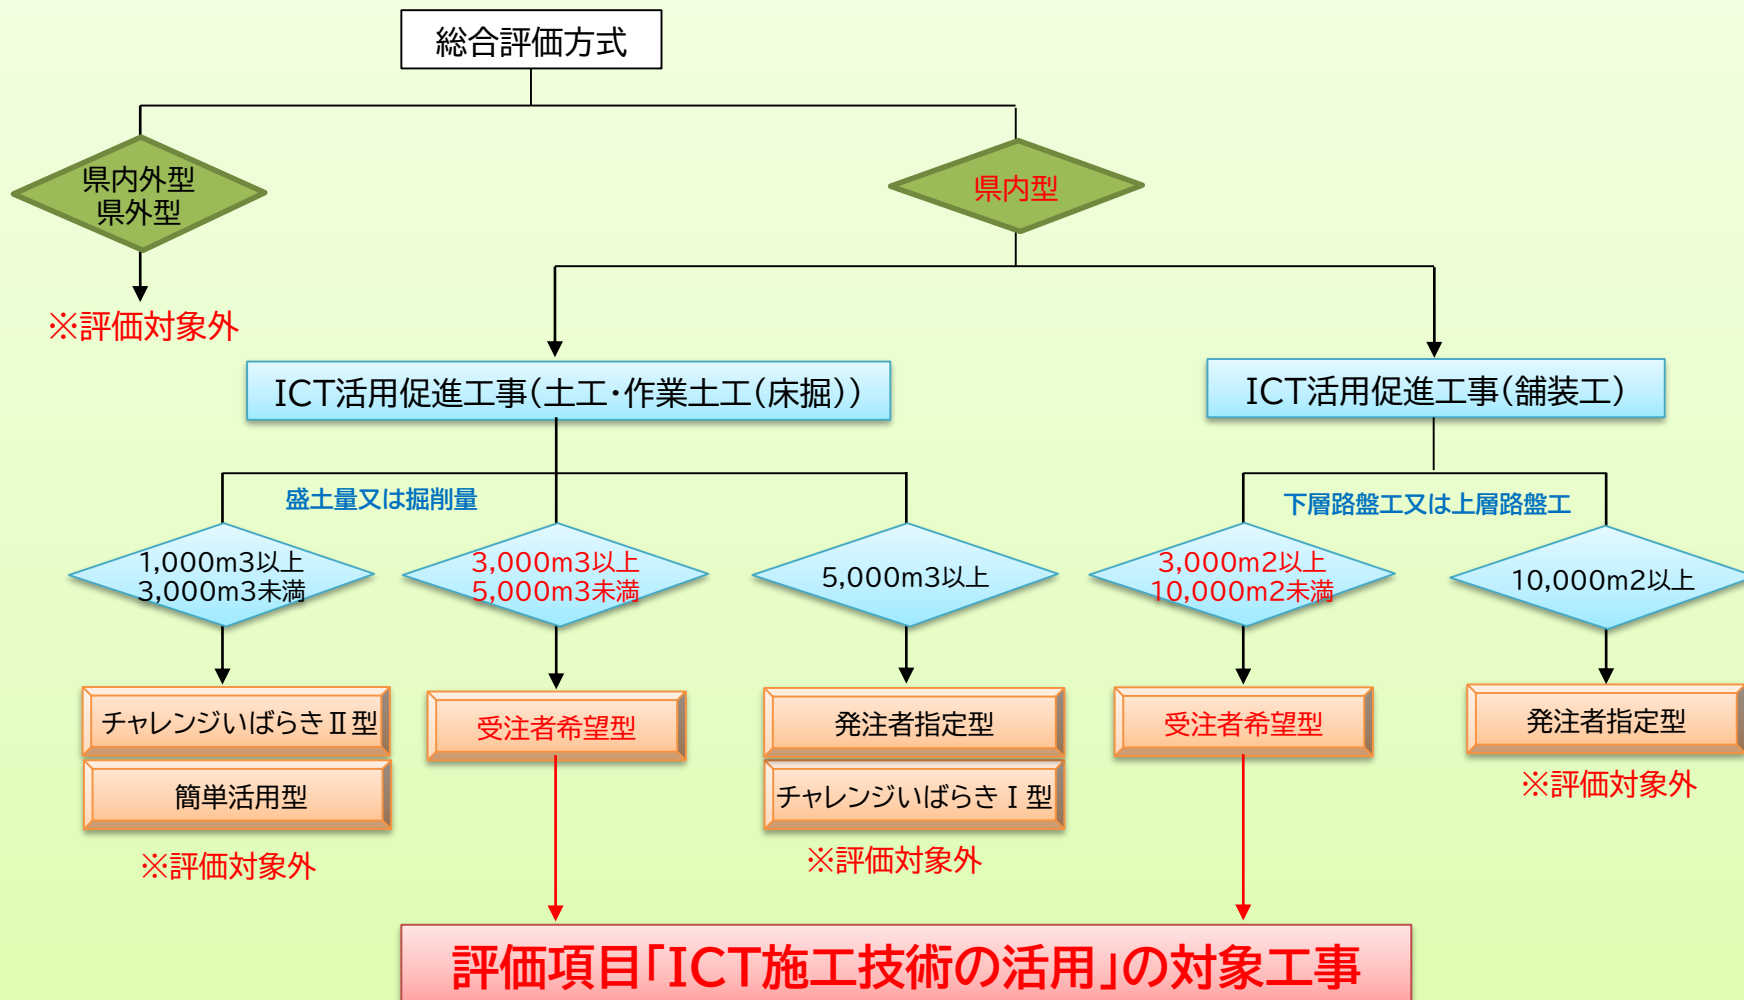 総合評価方式
県内外型
県外型
県内型
※評価対象外
ICT活用促進工事(土工・作業土工(床掘))
ICT活用促進工事(舗装工)
盛土量又は掘削量
下層路盤工又は上層路盤工
1,000m3以上
3,000m3未満
3,000m3以上
5,000m3未満
5,000m3以上
3,000m2以上
10,000m2未満
10,000m2以上
チャレンジいばらきⅡ型
簡単活用型
※評価対象外
受注者希望型
発注者指定型
チャレンジいばらきⅠ型
※評価対象外
受注者希望型
発注者指定型
※評価対象外
評価項目「ICT施工技術の活用」の対象工事